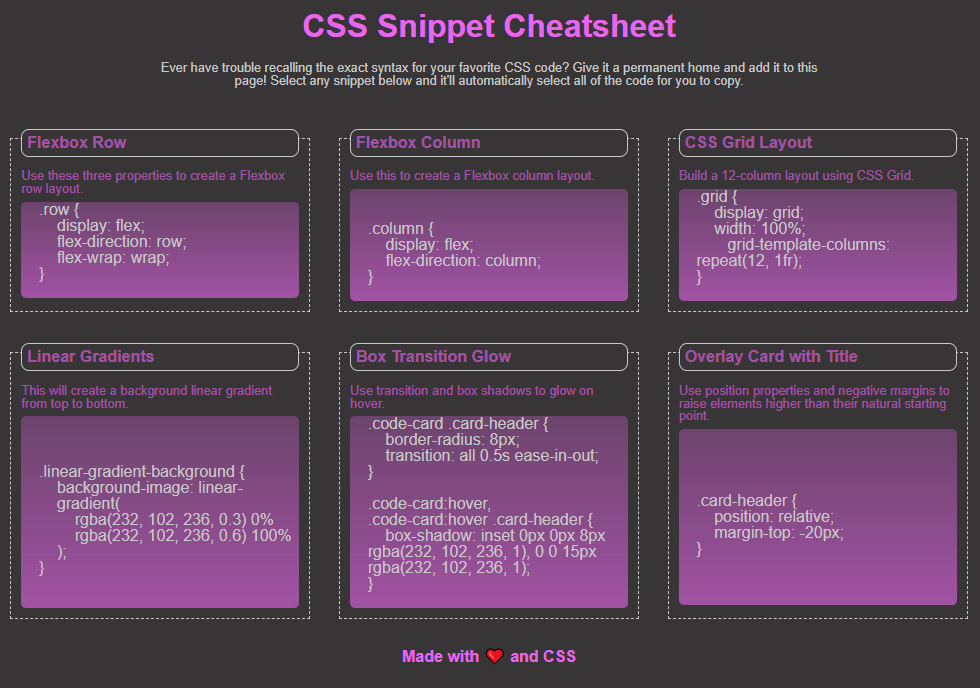 CSS Snippet Cheatsheet
Ever have trouble recalling the exact syntax for your favorite CSS code? Give it a permanent home and add it to this
page! Select any snippet below and it'll automatically select all of the code for you to copy.
Flexbox Row
Use these three properties to create a Flexbox
row layout.
.row {
display: flex;
flex-direction: row;
flex-wrap: wrap;
}
Flexbox Column
Use this to create a Flexbox column layout.
.column {
display: flex;
flex-direction: column;
}
CSS Grid Layout
Build a 12-column layout using CSS Grid.
.grid {
display: grid;
width: 100%;
grid-template-columns:
repeat(12, 1fr);
}
Linear Gradients
This will create a background linear gradient
from top to bottom.
.linear-gradient-background {
background-image: linear-
gradient(
rgba(232, 102, 236, 0.3) 0%
rgba(232, 102, 236, 0.6) 100%
);
}
Box Transition Glow
Use transition and box shadows to glow on
hover.
.code-card .card-header {
border-radius: 8px;
transition: all 0.5s ease-in-out;
}
.code-card:hover,
.code-card:hover .card-header {
box-shadow: inset 0px 0px 8px
rgba(232, 102, 236, 1), 0 0 15px
rgba(232, 102, 236, 1);
}
Overlay Card with Title
Use position properties and negative margins to
raise elements higher than their natural starting
point.
.card-header {
position: relative;
margin-top: -20px;
}
Made with ❤️ and CSS